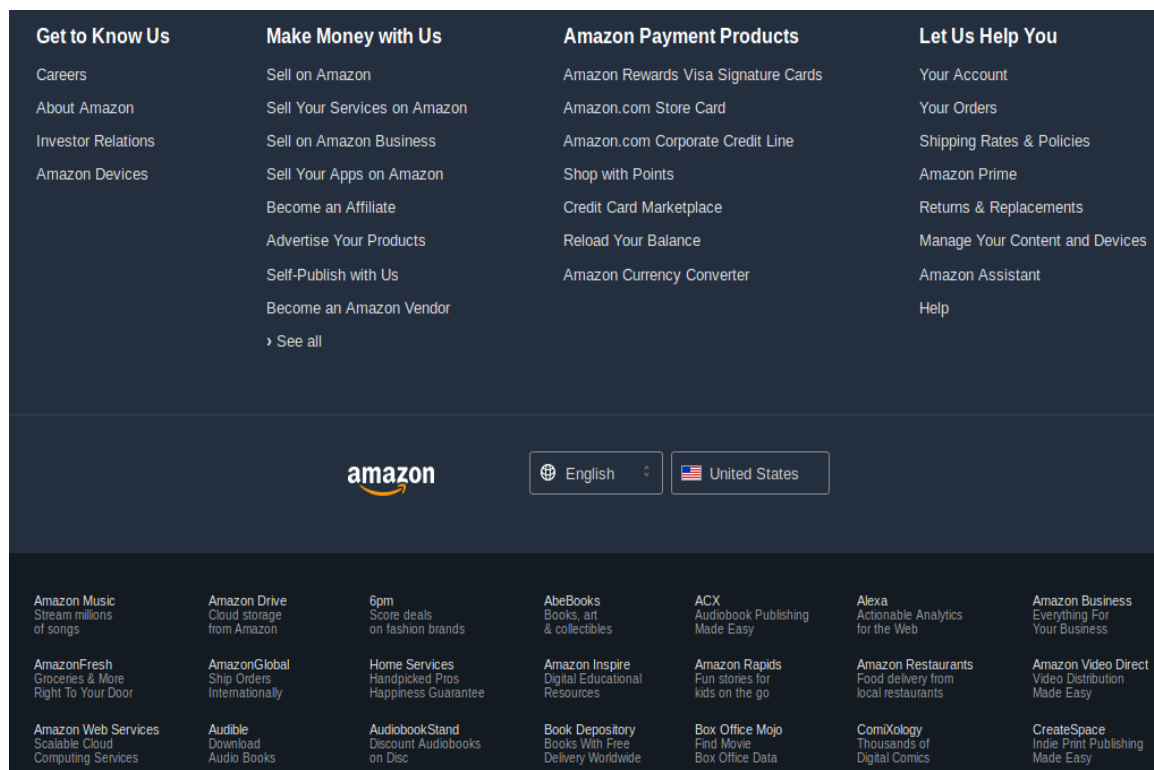 Get to Know Us
Careers
About Amazon
Investor Relations
Amazon Devices
Make Money with Us
Sell on Amazon
Sell Your Services on Amazon
Sell on Amazon Business
Sell Your Apps on Amazon
Become an Affiliate
Advertise Your Products
Self-Publish with Us
Become an Amazon Vendor
› See all
Amazon Payment Products
Amazon Rewards Visa Signature Cards
Amazon.com Store Card
Amazon.com Corporate Credit Line
Shop with Points
Credit Card Marketplace
Reload Your Balance
Amazon Currency Converter
Let Us Help You
Your Account
Your Orders
Shipping Rates & Policies
Amazon Prime
Returns & Replacements
Manage Your Content and Devices
Amazon Assistant
Help
amazon
English
United States
Amazon Music
Stream millions
of songs
Amazon Drive
Cloud storage
from Amazon
6pm
Score deals
on fashion brands
AbeBooks
Books, art
& collectibles
ACX
Audiobook Publishing
Made Easy
Alexa
Actionable Analytics
for the Web
Amazon Business
Everything For
Your Business
AmazonFresh
Groceries & More
Right To Your Door
AmazonGlobal
Ship Orders
Internationally
Home Services
Handpicked Pros
Happiness Guarantee
Amazon Inspire
Digital Educational
Resources
Amazon Rapids
Fun stories for
kids on the go
Amazon Restaurants
Food delivery from
local restaurants
Amazon Video Direct
Video Distribution
Made Easy
Amazon Web Services
Scalable Cloud
Computing Services
Audible
Download
Audio Books
AudiobookStand
Discount Audiobooks
on Disc
Book Depository
Books With Free
Delivery Worldwide
Box Office Mojo
Find Movie
Box Office Data
ComiXology
Thousands of
Digital Comics
CreateSpace
Indie Print Publishing
Made Easy